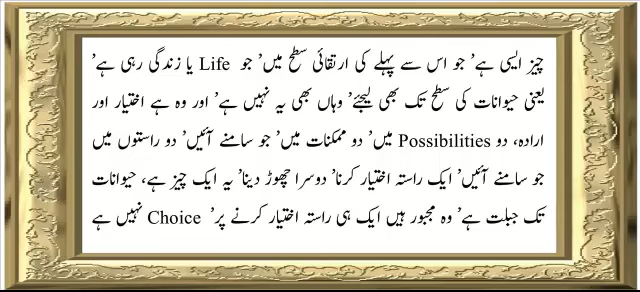 چیز ایسی ہے’ جو اس سے پہلے کی ارتقائی سطح میں’ جو Life یا زندگی رہی ہے’
یعنی حیوانات کی سطح تک بھی لیجئے’ وہاں بھی یہ نہیں ہے’ اور وہ ہے اختیار اور
ارادہ، دو Possibilities میں’ دو ممکنات میں’ جو سامنے آئیں’ دو راستوں میں
جو سامنے آئیں’ ایک راستہ اختیار کرنا’ دوسرا چھوڑ دینا’ یہ ایک چیز ہے، حیوانات
تک جبلت ہے’ وہ مجبور ہیں ایک ہی راستہ اختیار کرنے پر’ Choice نہیں ہے